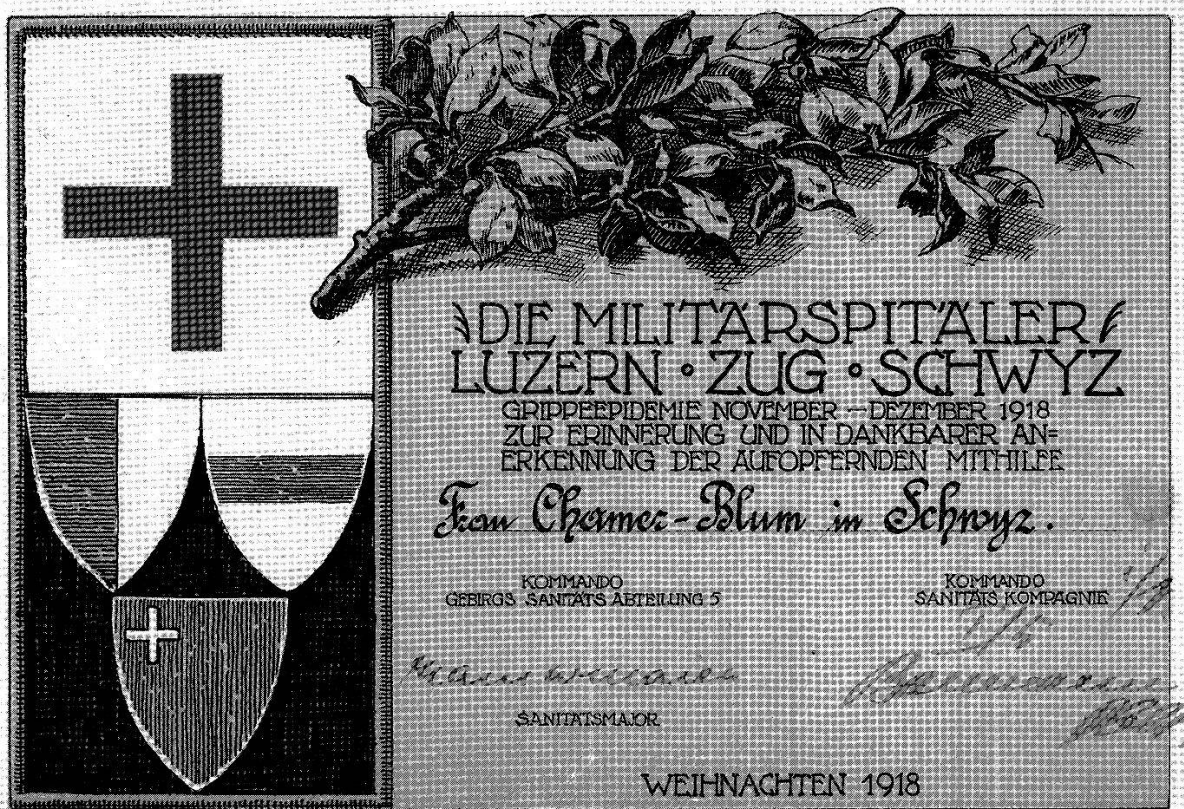 DIE MILITÄRSPITÄLER
LUZERN · ZUG · SCHWYZ
GRIPPEEPIDEMIE NOVEMBER – DEZEMBER 1918
ZUR ERINNERUNG UND IN DANKBARER AN=
ERKENNUNG DER AUFOPFERNDEN MITHILFE
Frau Chamer-Blum in Schwyz.
KOMMANDO
GEBIRGS SANITÄTS ABTEILUNG 5
KOMMANDO
SANITÄTS KOMPAGNIE
SANITÄTSMAJOR
WEIHNACHTEN 1918